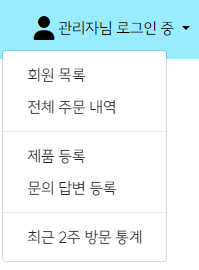 관리자님 로그인 중
회원 목록
전체 주문 내역
제품 등록
문의 답변 등록
최근 2주 방문 통계